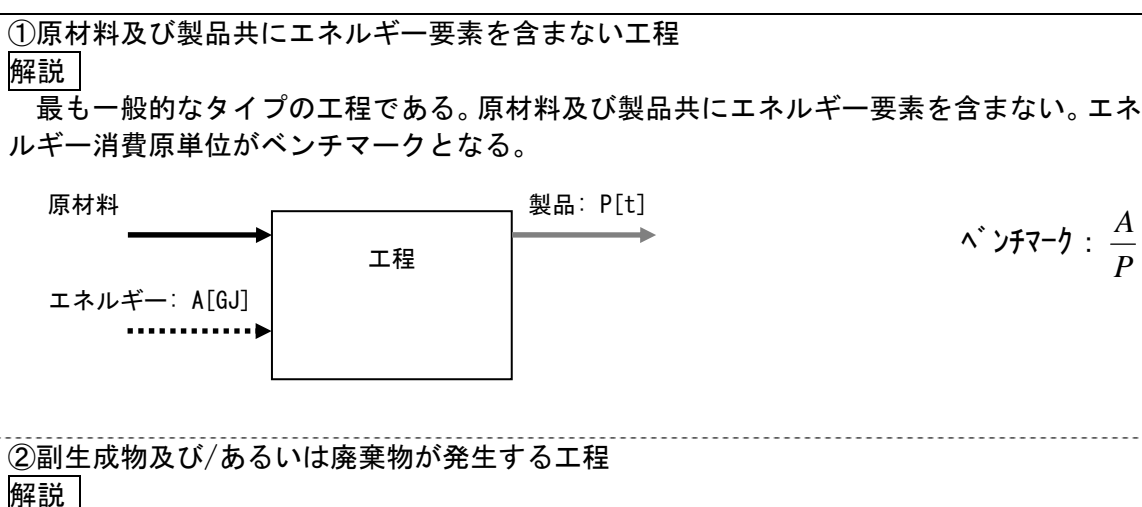 ①原材料及び製品共にエネルギー要素を含まない工程
解説
最も一般的なタイプの工程である。原材料及び製品共にエネルギー要素を含まない。エネ
ルギー消費原単位がベンチマークとなる。
原材料
製品: P[t]
工程
ﾍﾞﾝﾁﾏｰｸ : A
P
エネルギー: A[GJ]
②副生成物及び/あるいは廃棄物が発生する工程
解説